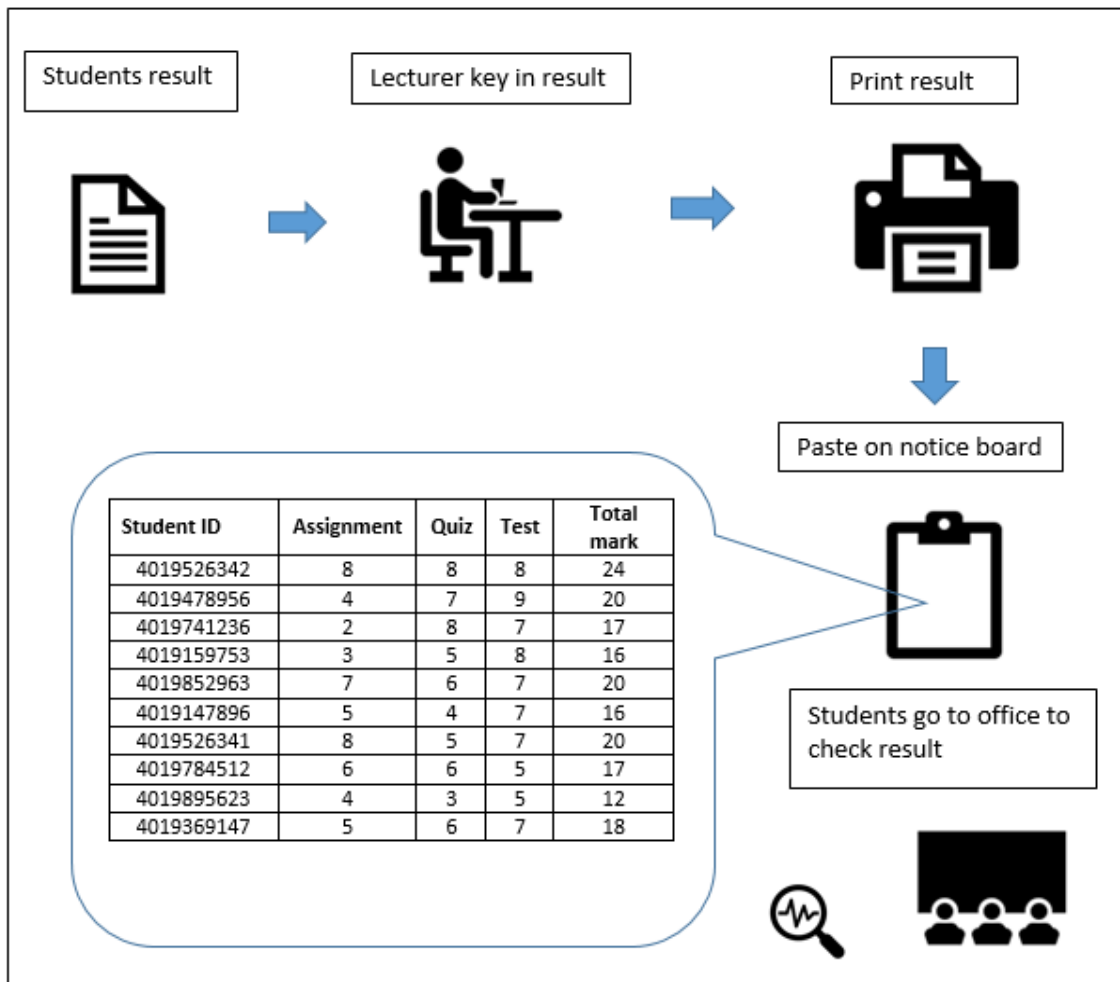 Students result
Lecturer key in result
Print result
Paste on notice board
Student ID Assignment Quiz Test Total
mark
4019526342 8 8 8 24
4019478956 4 7 9 20
4019741236 2 8 7 17
4019159753 3 5 8 16
4019852963 7 6 7 20
4019147896 5 4 7 16
4019526341 8 5 7 20
4019784512 6 6 5 17
4019895623 4 3 5 12
4019369147 5 6 7 18
Students go to office to
check result